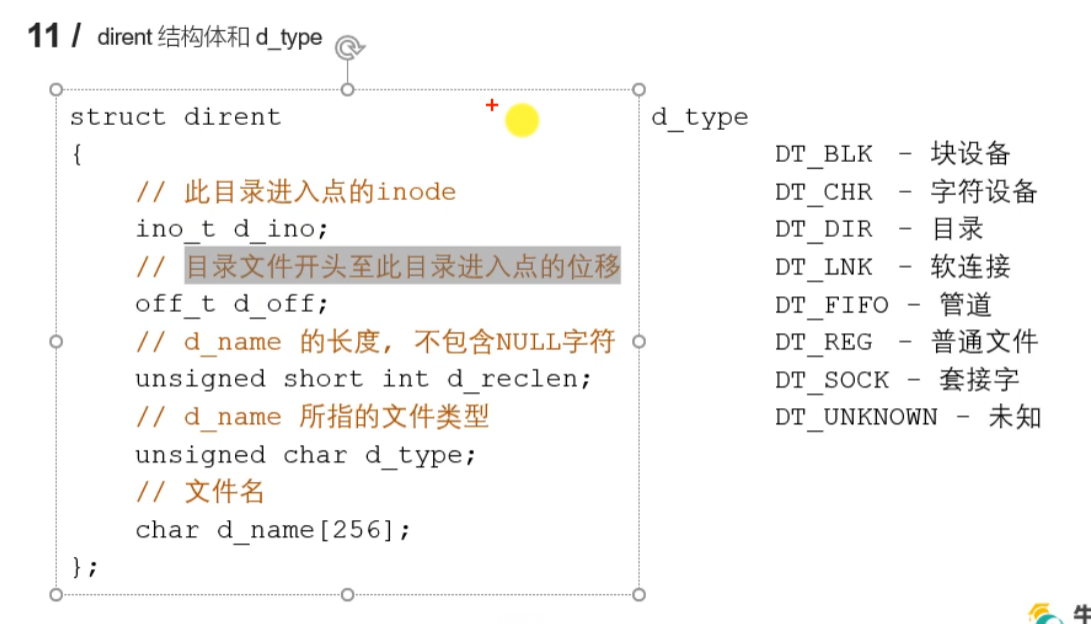 11 / dirent 结构体和 d_type
struct dirent
{
// 此目录进入点的inode
ino_t d_ino;
// 目录文件开头至此目录进入点的位移
off_t d_off;
// d_name 的长度, 不包含NULL字符
unsigned short int d_reclen;
// d_name 所指的文件类型
unsigned char d_type;
// 文件名
char d_name[256];
};
d_type
DT_BLK - 块设备
DT_CHR - 字符设备
DT_DIR - 目录
DT_LNK - 软连接
DT_FIFO - 管道
DT_REG - 普通文件
DT_SOCK - 套接字
DT_UNKNOWN - 未知